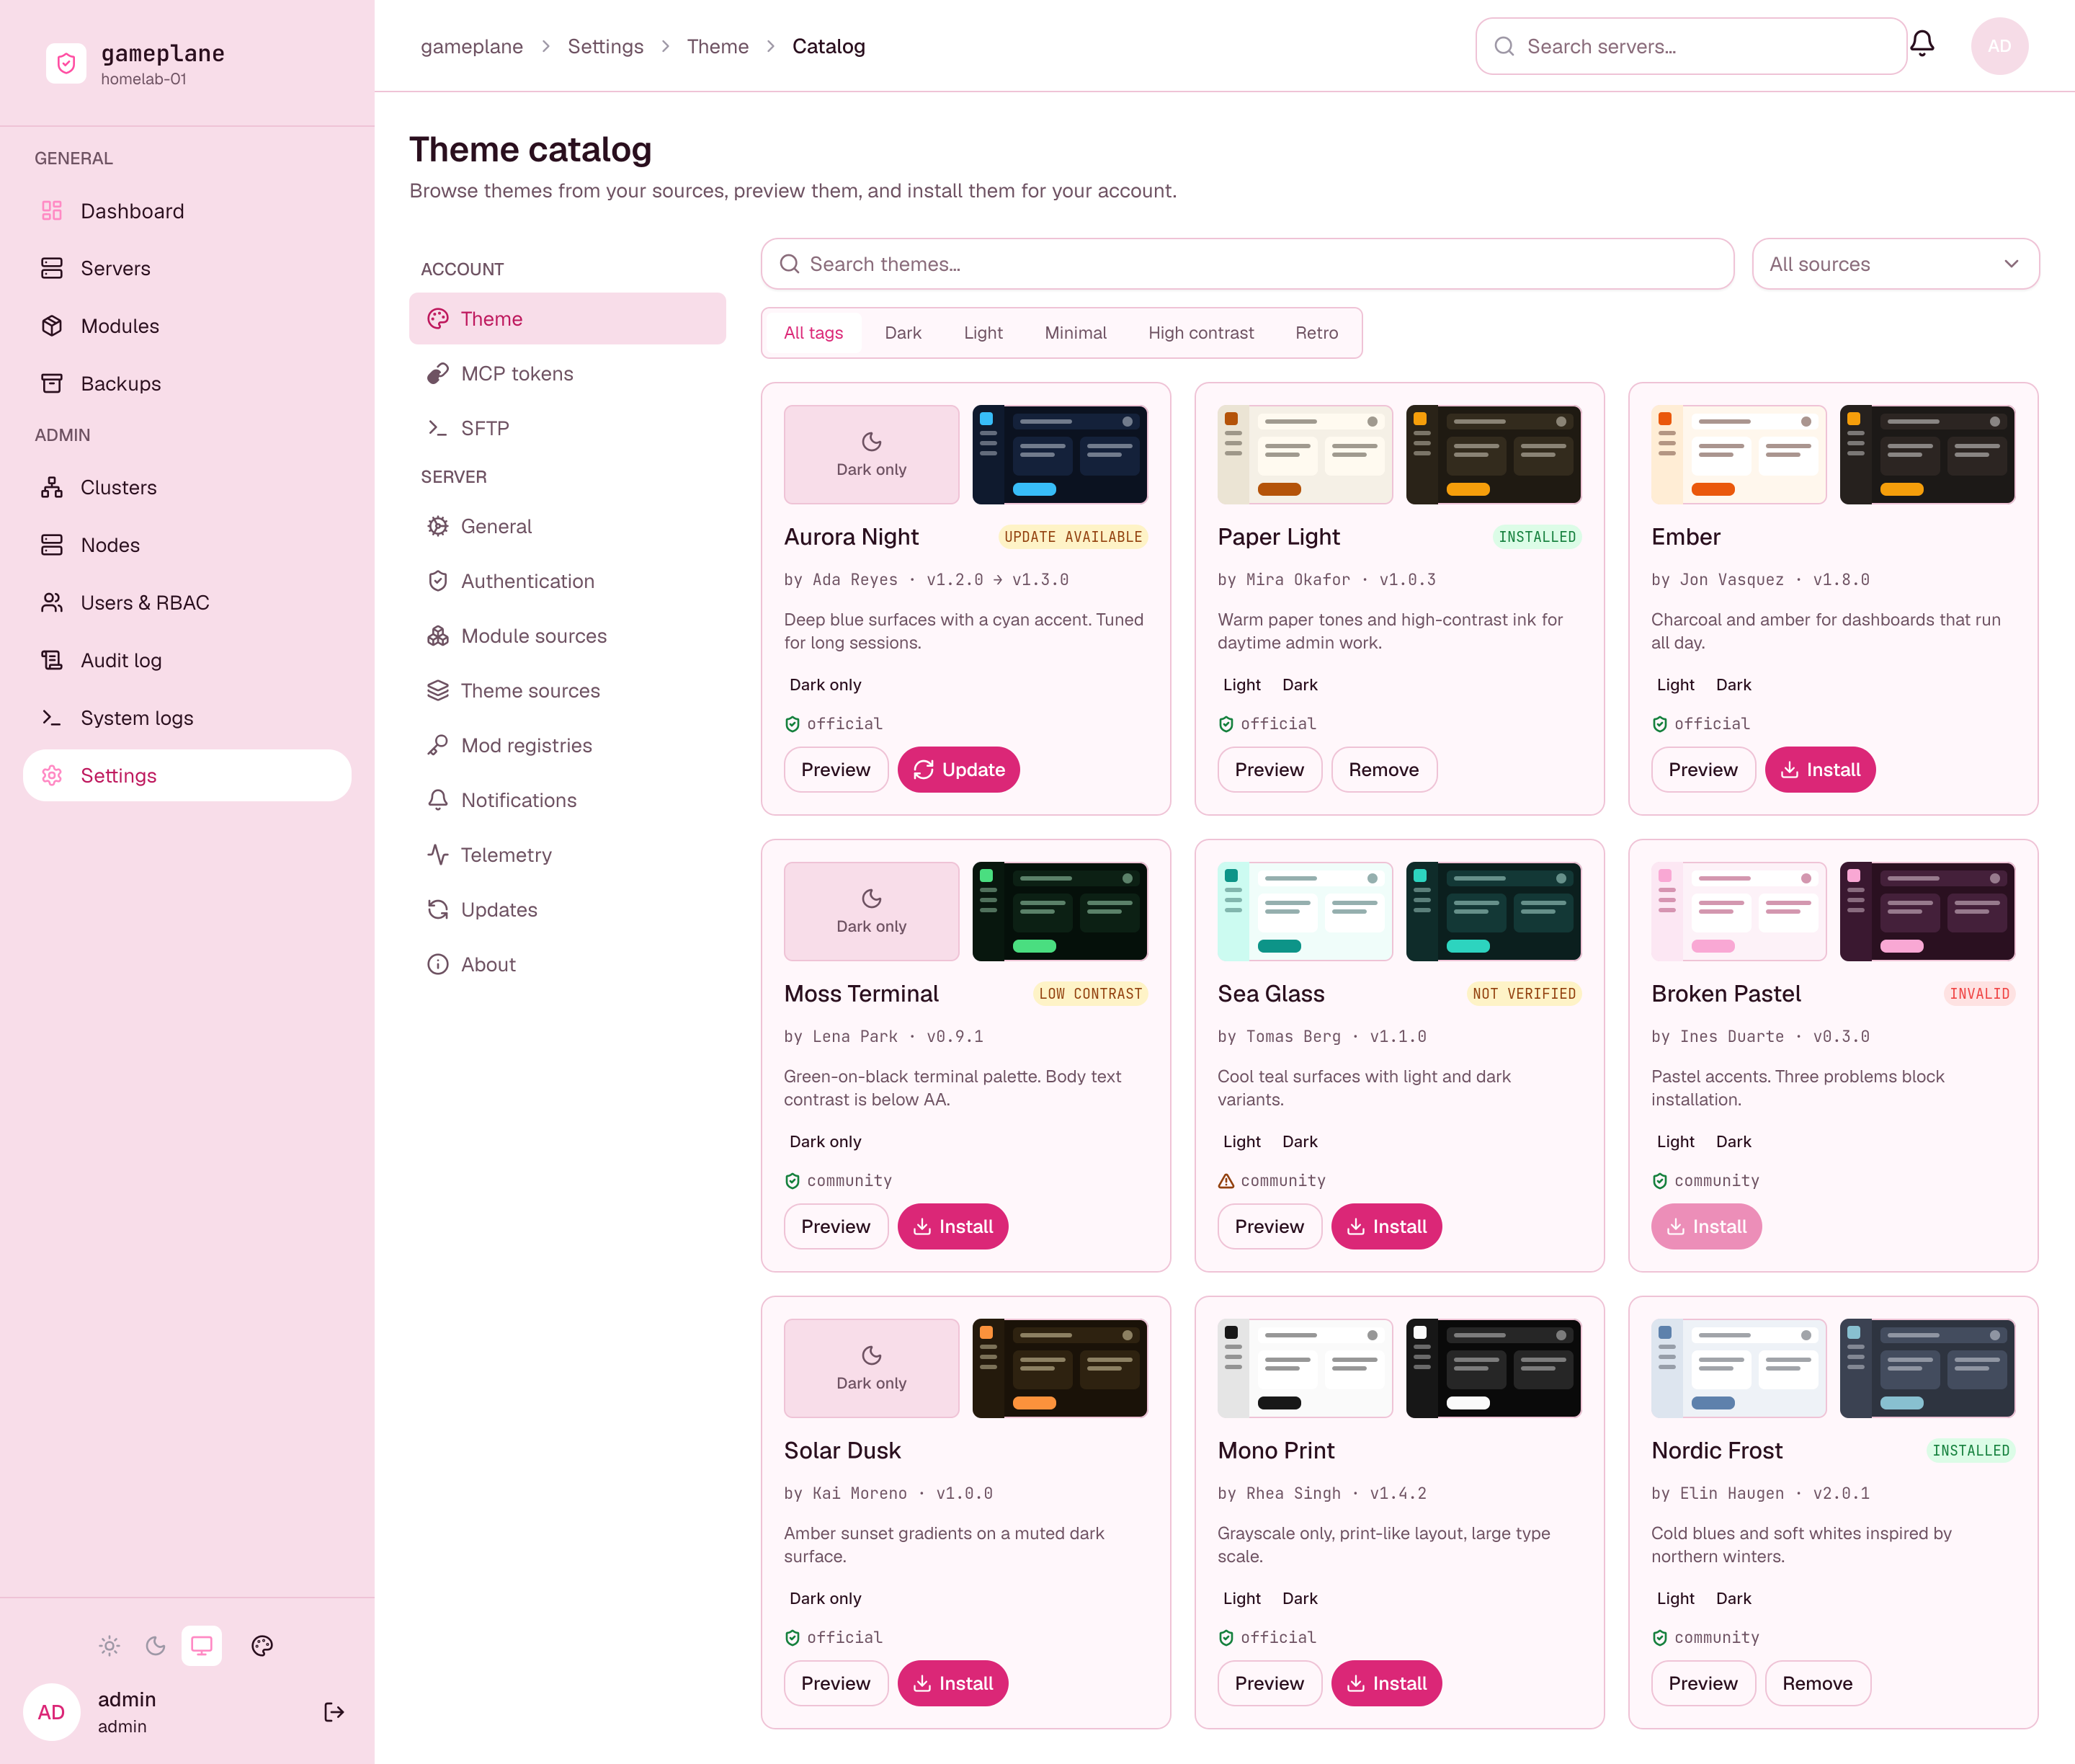 gameplane
homelab-01
GENERAL
Dashboard
Servers
Modules
Backups
ADMIN
Clusters
Nodes
Users & RBAC
Audit log
System logs
Settings
AD
admin
admin
gameplane > Settings > Theme > Catalog
Search servers…
AD
Theme catalog
Browse themes from your sources, preview them, and install them for your account.
ACCOUNT
Theme
MCP tokens
SFTP
SERVER
General
Authentication
Module sources
Theme sources
Mod registries
Notifications
Telemetry
Updates
About
Search themes…
All sources
All tags Dark Light Minimal High contrast Retro
Dark only
Aurora Night
UPDATE AVAILABLE
by Ada Reyes · v1.2.0 → v1.3.0
Deep blue surfaces with a cyan accent. Tuned
for long sessions.
Dark only
official
Preview Update
Paper Light
INSTALLED
by Mira Okafor · v1.0.3
Warm paper tones and high-contrast ink for
daytime admin work.
Light Dark
official
Preview Remove
Ember
by Jon Vasquez · v1.8.0
Charcoal and amber for dashboards that run
all day.
Light Dark
official
Preview Install
Dark only
Moss Terminal
LOW CONTRAST
by Lena Park · v0.9.1
Green-on-black terminal palette. Body text
contrast is below AA.
Dark only
community
Preview Install
Sea Glass
NOT VERIFIED
by Tomas Berg · v1.1.0
Cool teal surfaces with light and dark
variants.
Light Dark
community
Preview Install
Broken Pastel
INVALID
by Ines Duarte · v0.3.0
Pastel accents. Three problems block
installation.
Light Dark
community
Install
Dark only
Solar Dusk
by Kai Moreno · v1.0.0
Amber sunset gradients on a muted dark
surface.
Dark only
official
Preview Install
Mono Print
by Rhea Singh · v1.4.2
Grayscale only, print-like layout, large type
scale.
Light Dark
official
Preview Install
Nordic Frost
INSTALLED
by Elin Haugen · v2.0.1
Cold blues and soft whites inspired by
northern winters.
Light Dark
community
Preview Remove